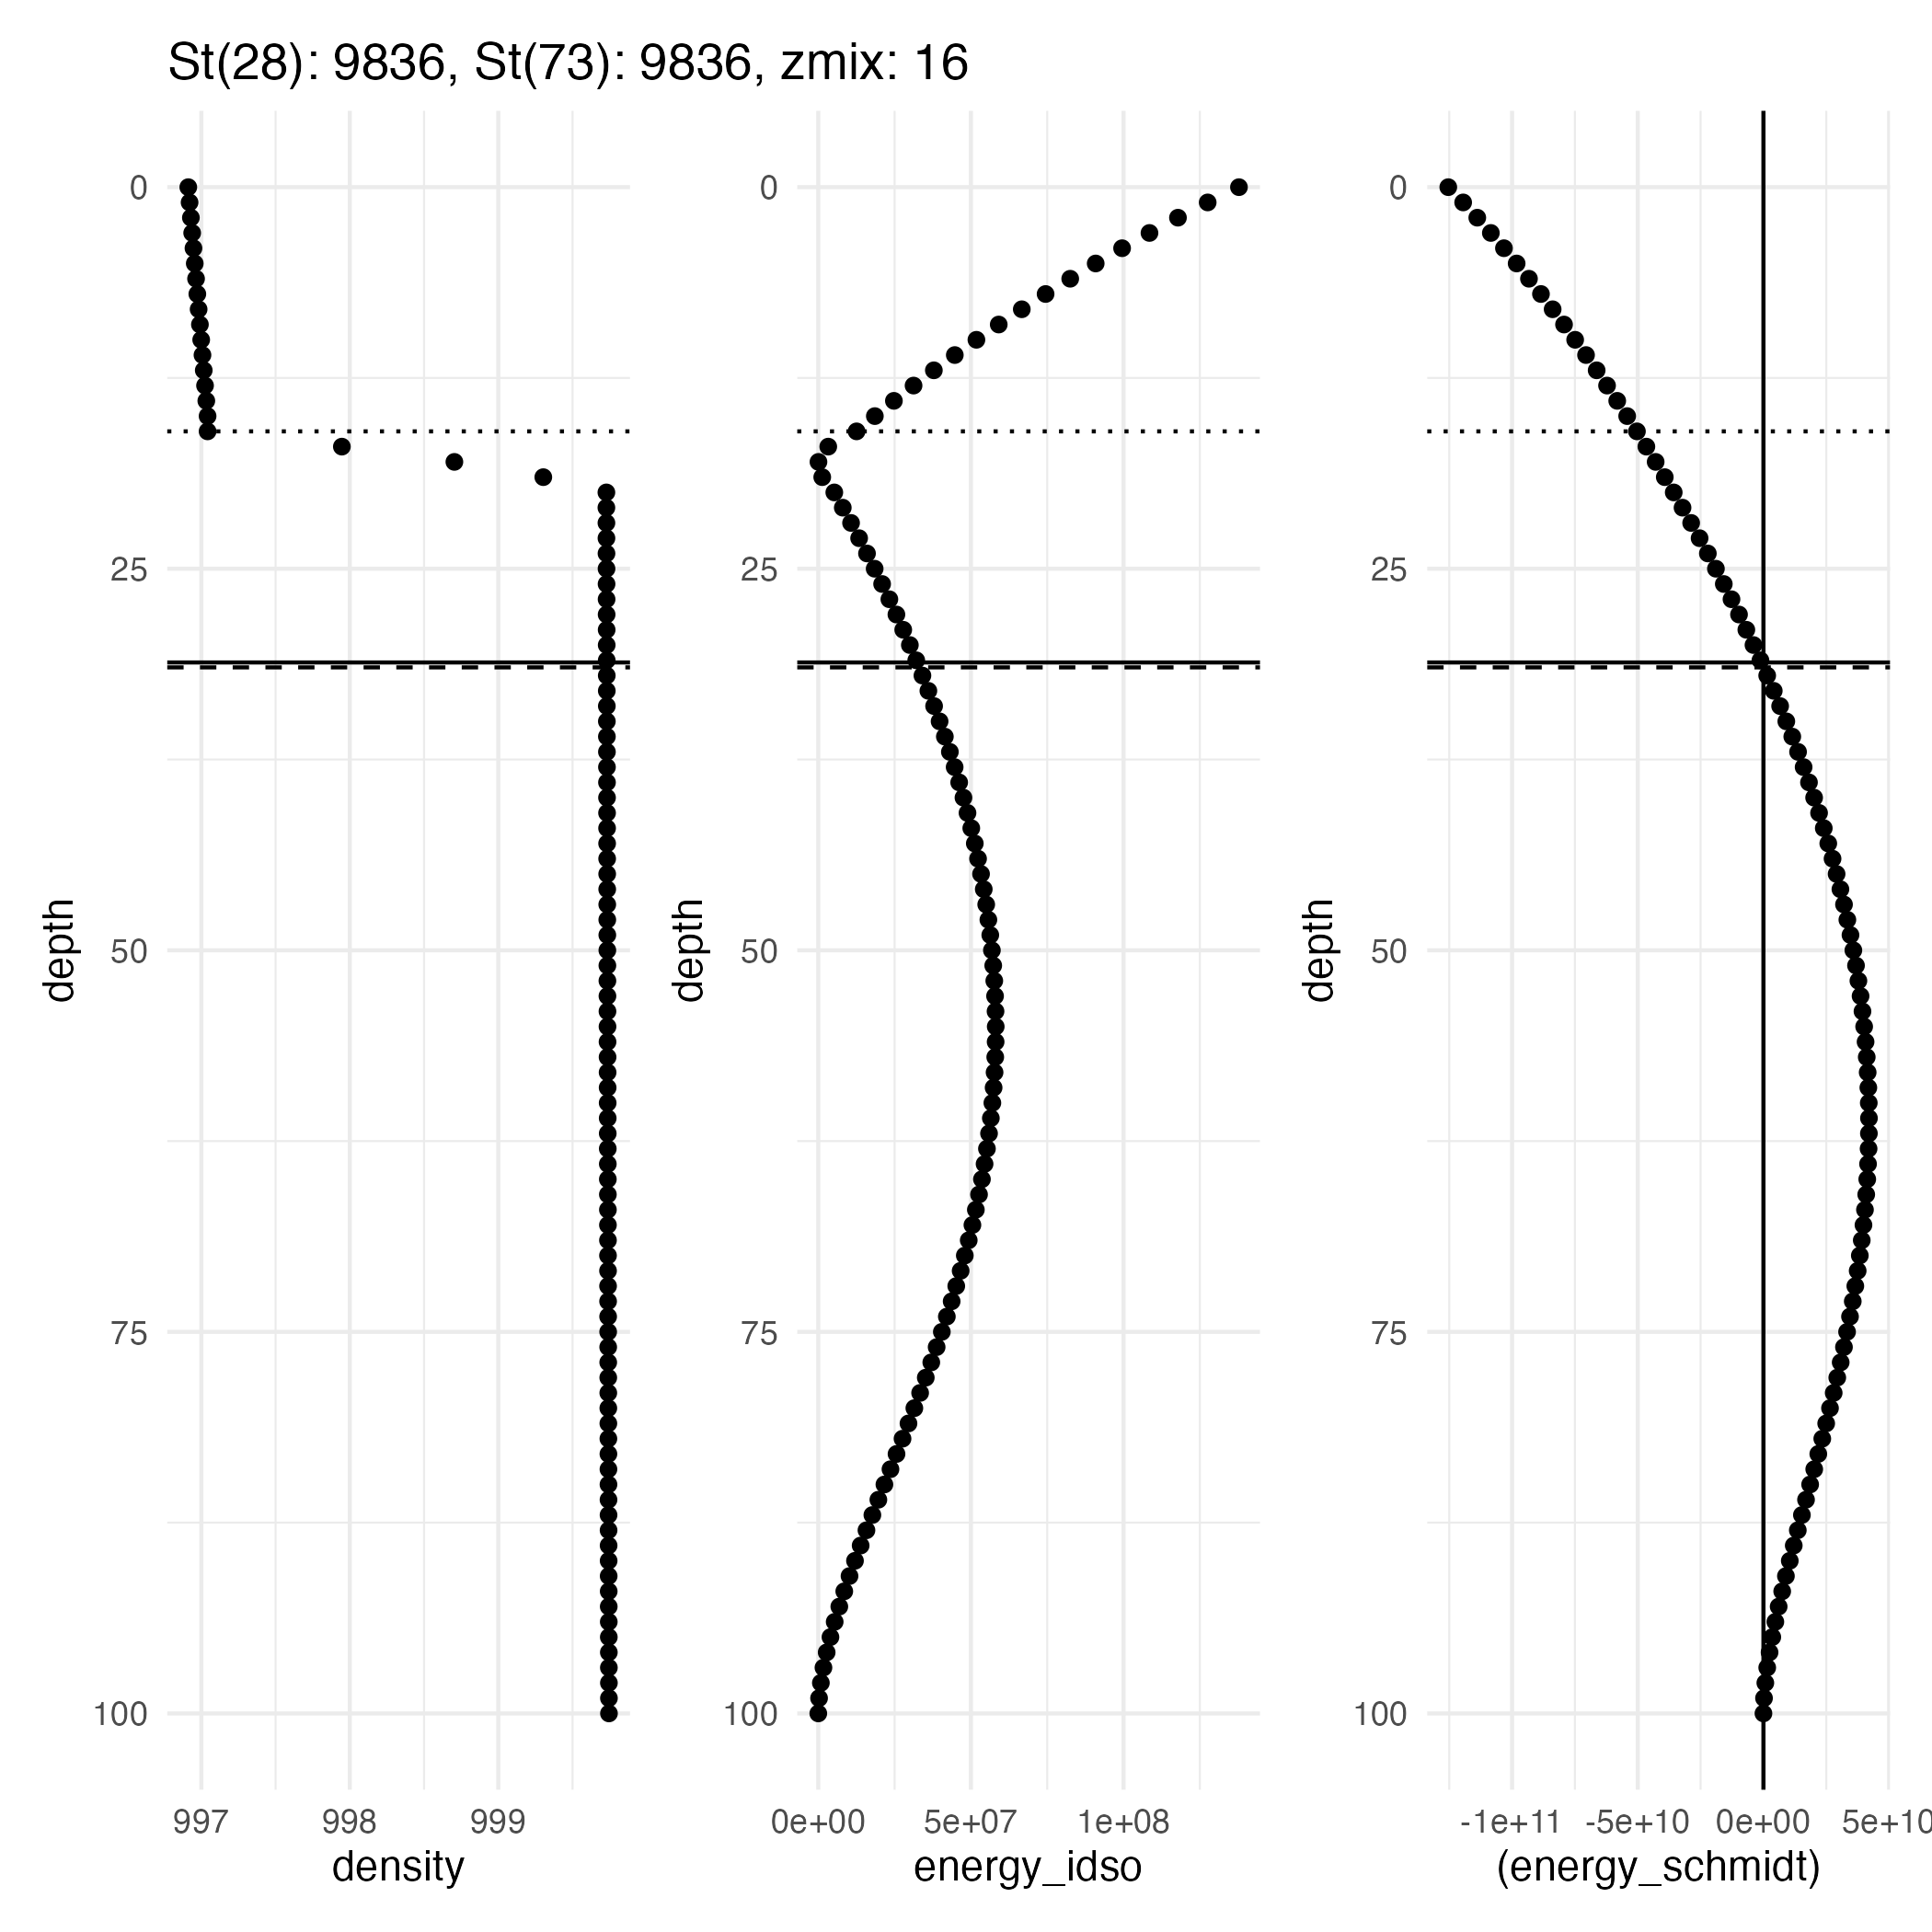 St(28): 9836, St(73): 9836, zmix: 16
depth
0
25
50
75
100
997 998 999
density
depth
0
25
50
75
100
0e+00 5e+07 1e+08
energy_idso
depth
0
25
50
75
100
-1e+11 -5e+10 0e+00 5e+10
(energy_schmidt)